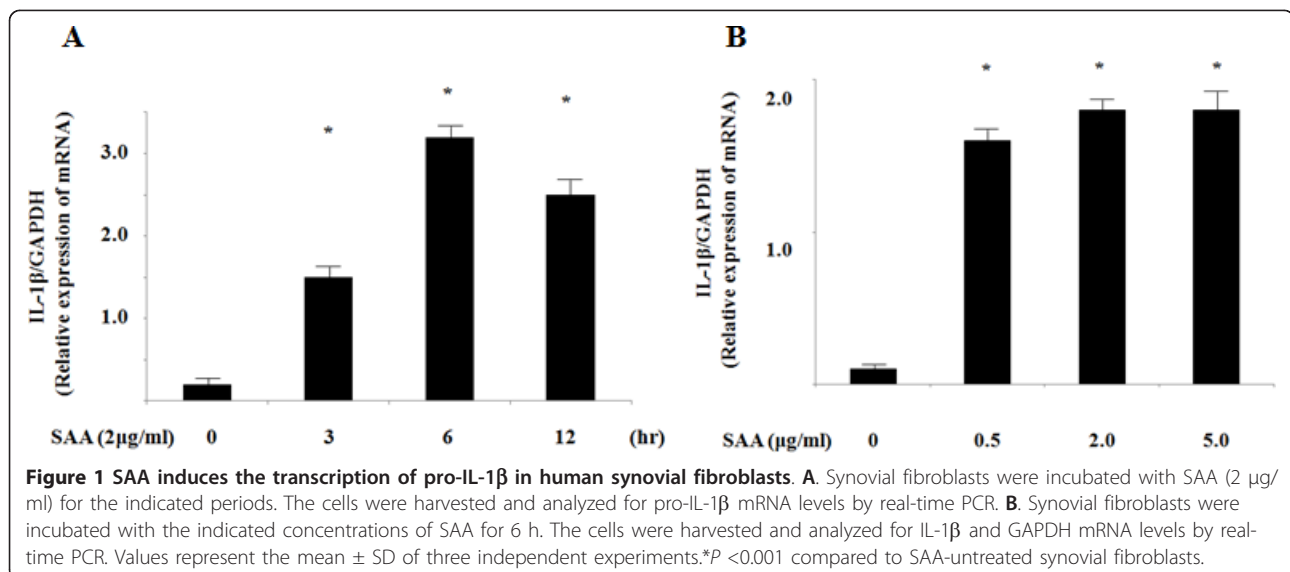 A
IL-1β/GAPDH
(Relative expression of mRNA)
3.0
2.0
1.0
* * *
SAA (2μg/ml) 0 3 6 12 (hr)
B
IL-1β/GAPDH
(Relative expression of mRNA)
2.0
1.0
* * *
SAA (μg/ml) 0 0.5 2.0 5.0
Figure 1 SAA induces the transcription of pro-IL-1β in human synovial fibroblasts. A. Synovial fibroblasts were incubated with SAA (2 μg/
ml) for the indicated periods. The cells were harvested and analyzed for pro-IL-1β mRNA levels by real-time PCR. B. Synovial fibroblasts were
incubated with the indicated concentrations of SAA for 6 h. The cells were harvested and analyzed for IL-1β and GAPDH mRNA levels by real-
time PCR. Values represent the mean ± SD of three independent experiments.*P <0.001 compared to SAA-untreated synovial fibroblasts.